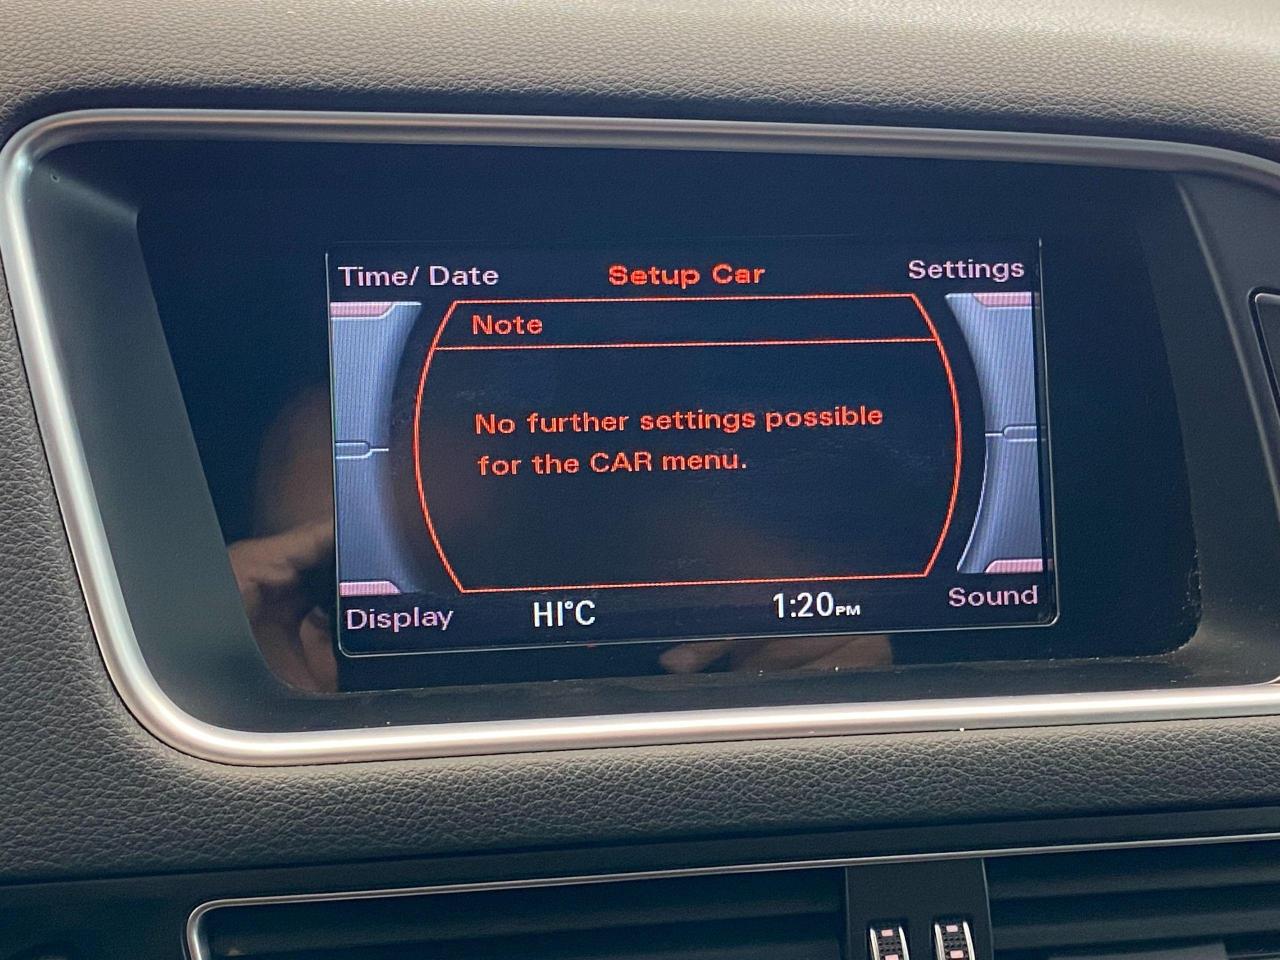 Time/ Date Setup Car Settings
Note
No further settings possible
for the CAR menu.
Display HI°C 1:20PM Sound